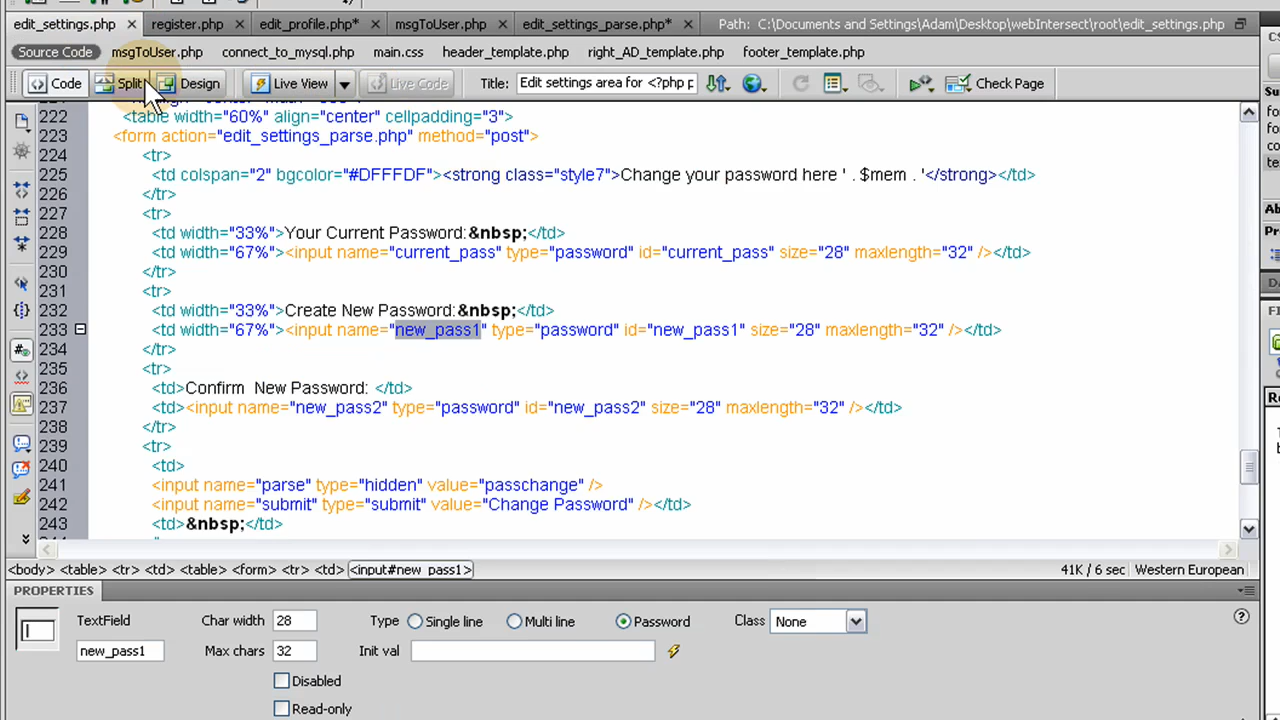 edit_settings.php × register.php × edit_profile.php* × msgToUser.php × edit_settings_parse.php* × Path: C:\Documents and Settings\Adam\Desktop\webIntersect\root\edit_settings.php
Source Code msgToUser.php connect_to_mysql.php main.css header_template.php right_AD_template.php footer_template.php
Code Split Design Live View Live Code Title: Edit settings area for <?php p Check Page
222 <table width="60%" align="center" cellpadding="3">
223 <form action="edit_settings_parse.php" method="post">
224 <tr>
225 <td colspan="2" bgcolor="#DFFFDF"><strong class="style7">Change your password here ' . $mem . '</strong></td>
226 </tr>
227 <tr>
228 <td width="33%">Your Current Password:&nbsp;</td>
229 <td width="67%"><input name="current_pass" type="password" id="current_pass" size="28" maxlength="32" /></td>
230 </tr>
231 <tr>
232 <td width="33%">Create New Password:&nbsp;</td>
233 <td width="67%"><input name="new_pass1" type="password" id="new_pass1" size="28" maxlength="32" /></td>
234 </tr>
235 <tr>
236 <td>Confirm  New Password: </td>
237 <td><input name="new_pass2" type="password" id="new_pass2" size="28" maxlength="32" /></td>
238 </tr>
239 <tr>
240 <td>
241 <input name="parse" type="hidden" value="passchange" />
242 <input name="submit" type="submit" value="Change Password" /></td>
243 <td>&nbsp;</td>
<body> <table> <tr> <td> <table> <form> <tr> <td> <input#new_pass1> 41K / 6 sec Western European
PROPERTIES
TextField Char width 28 Type Single line Multi line Password Class None
new_pass1 Max chars 32 Init val
Disabled
Read-only